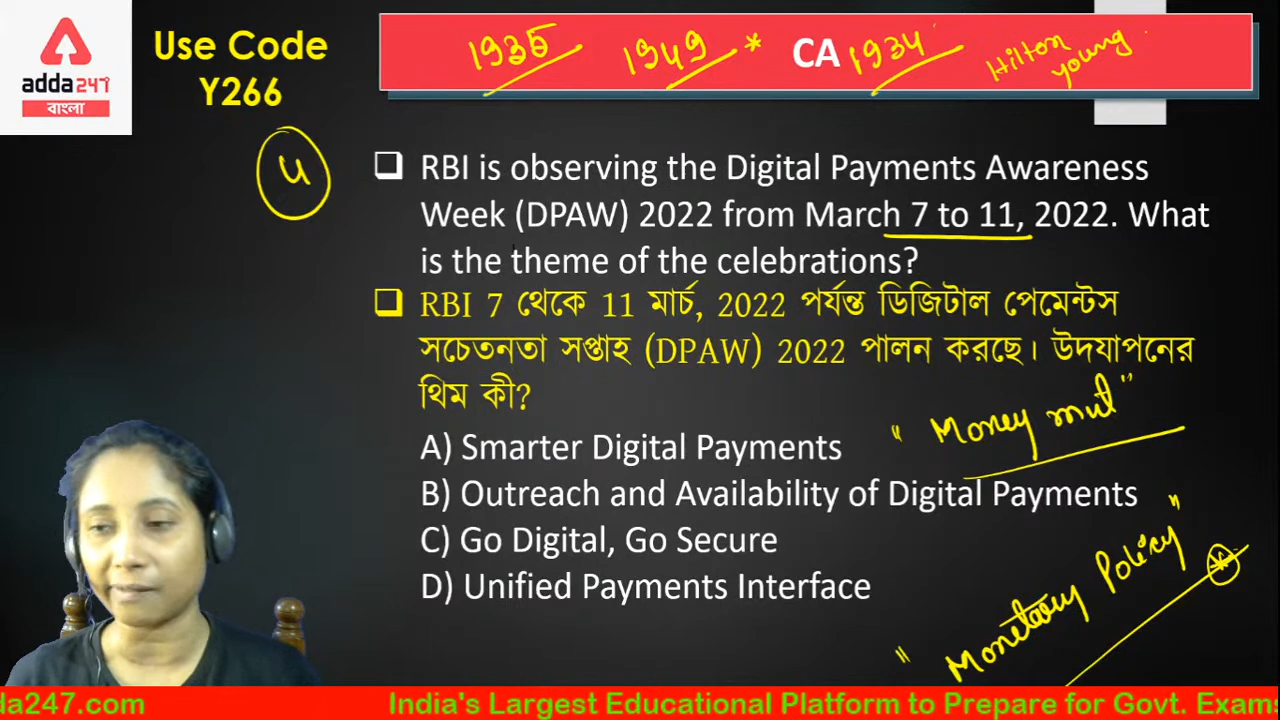 Use Code
Y266
adda247
বাংলা
1935 1949 * CA 1934 Hilton
young
4
RBI is observing the Digital Payments Awareness
Week (DPAW) 2022 from March 7 to 11, 2022. What
is the theme of the celebrations?
RBI 7 থেকে 11 মার্চ, 2022 পর্যন্ত ডিজিটাল পেমেন্টস
সচেতনতা সপ্তাহ (DPAW) 2022 পালন করছে। উদযাপনের
থিম কী?
A) Smarter Digital Payments
"Money
B) Outreach and Availability of Digital Payments
C) Go Digital, Go Secure
D) Unified Payments Interface
"Monetary Policy" *
da247.com India's Largest Educational Platform to Prepare for Govt. Exams